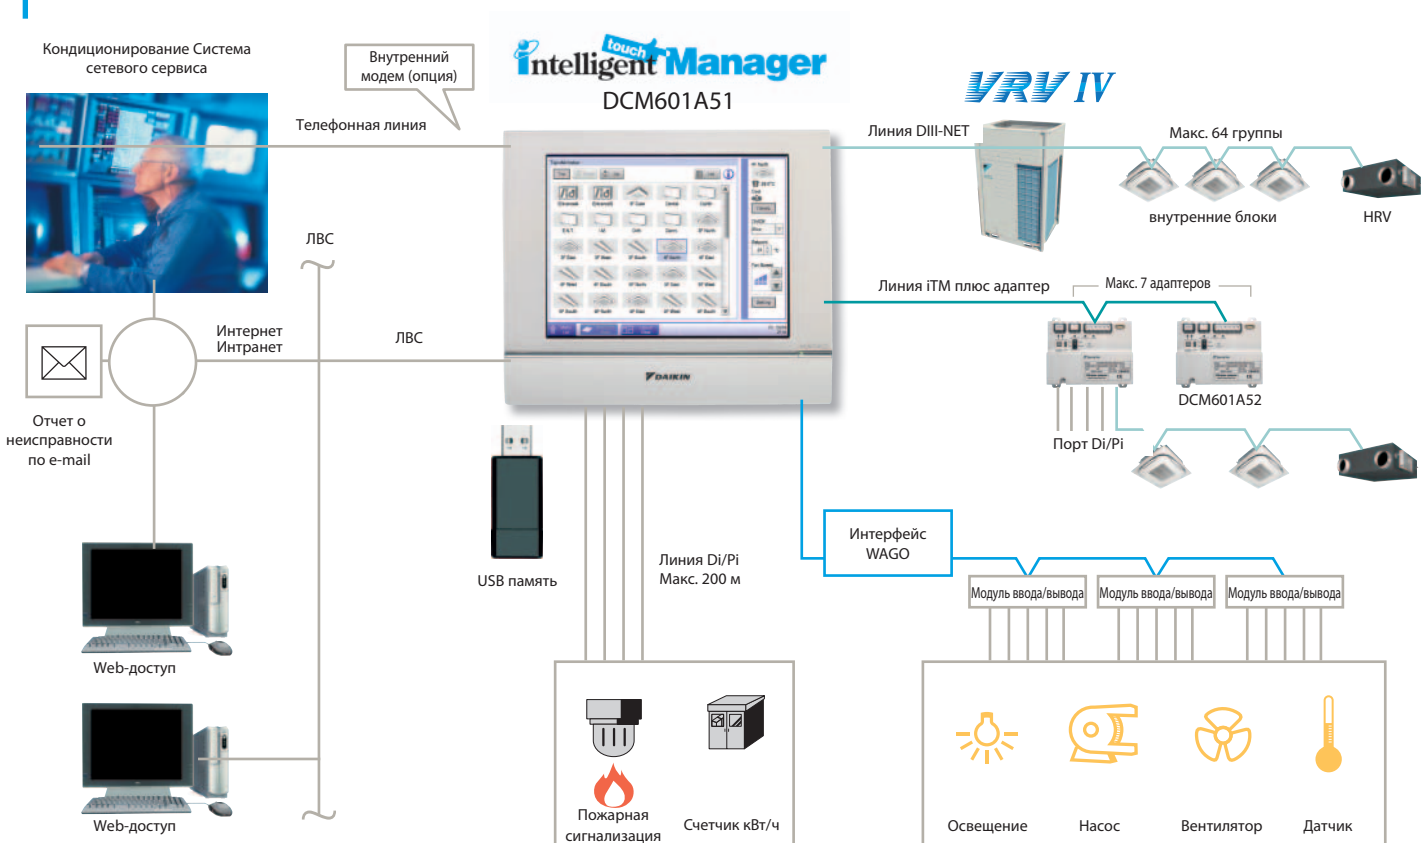 Кондиционирование Система
сетевого сервиса
Внутренний
модем (опция)
touch
intelligent Manager
DCM601A51
VRV IV
Телефонная линия
Линия DIII-NET
Макс. 64 группы
внутренние блоки
HRV
ЛВС
Линия iTM плюс адаптер
Макс. 7 адаптеров
Интернет
Интранет
ЛВС
DAIKIN
DCM601A52
Порт Di/Pi
Отчет о
неисправности
по e-mail
USB память
Линия Di/Pi
Макс. 200 м
Интерфейс
WAGO
Модуль ввода/вывода
Модуль ввода/вывода
Модуль ввода/вывода
Web-доступ
Web-доступ
Пожарная
сигнализация
Счетчик кВт/ч
Освещение
Насос
Вентилятор
Датчик